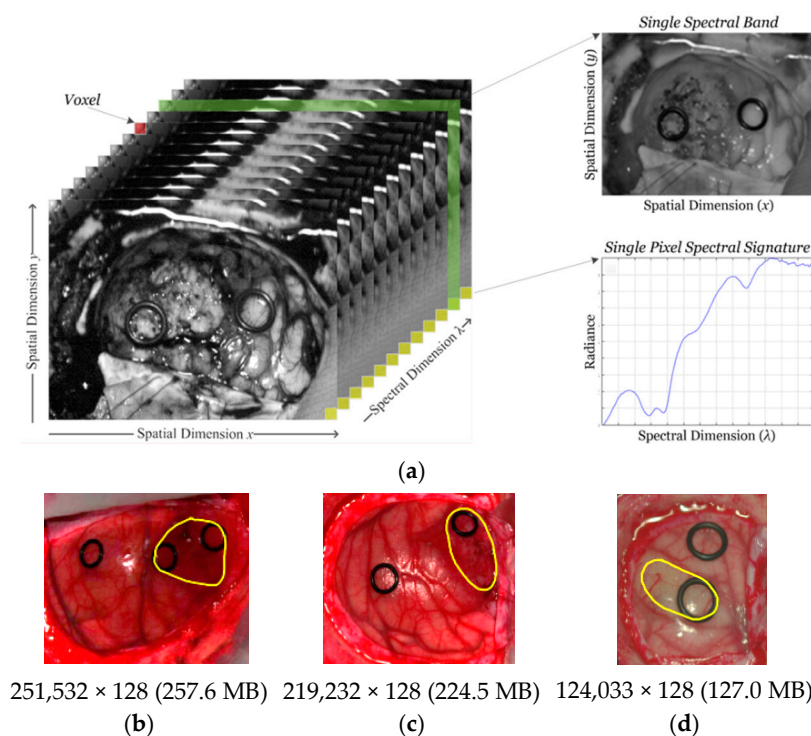 Single Spectral Band
Voxel
Spatial Dimension (y)
Spatial Dimension (x)
Single Pixel Spectral Signature
Spatial Dimension y
Spectral Dimension λ
Radiance
Spatial Dimension x
Spectral Dimension (λ)
(a)
251,532 × 128 (257.6 MB) 219,232 × 128 (224.5 MB) 124,033 × 128 (127.0 MB)
(b) (c) (d)